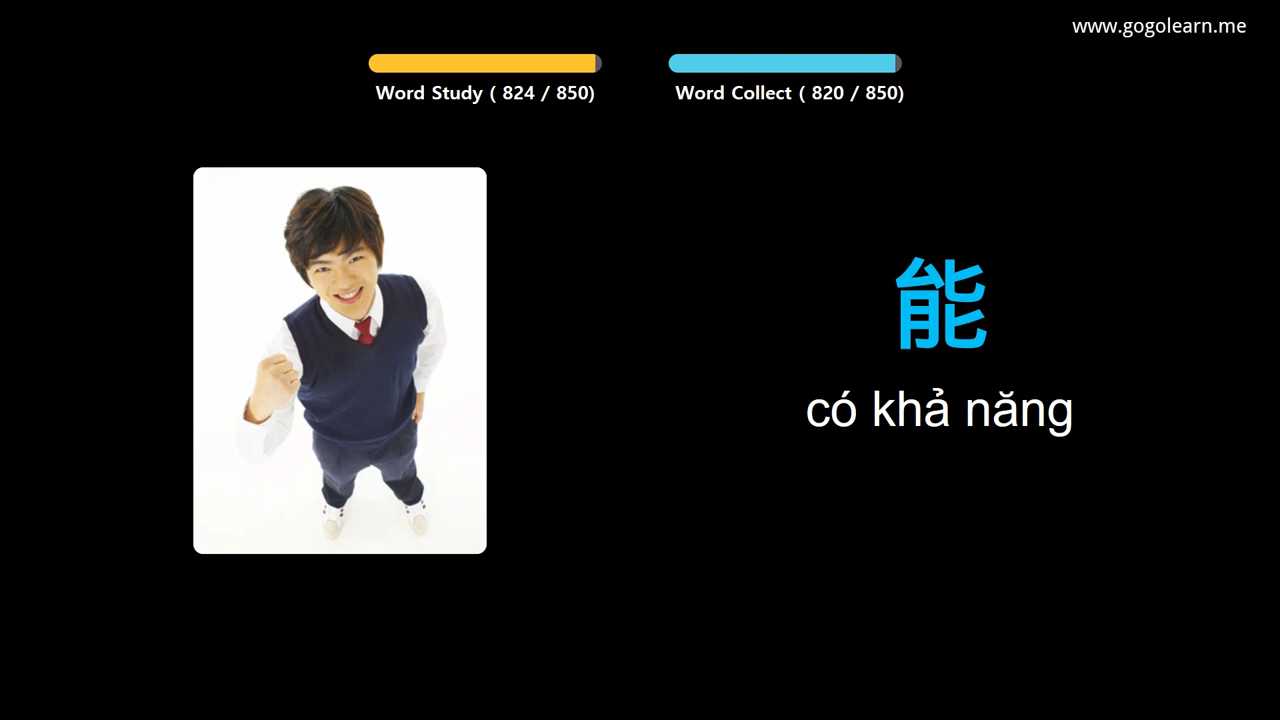 www.gogolearn.me
Word Study ( 824 / 850)
Word Collect ( 820 / 850)
能
có khả năng